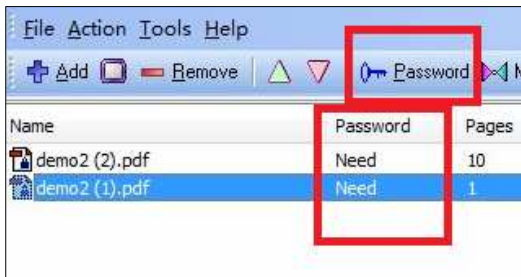 File Action Tools Help
Add Remove Password M
Name Password Pages
demo2 (2).pdf Need 10
demo2 (1).pdf Need 1